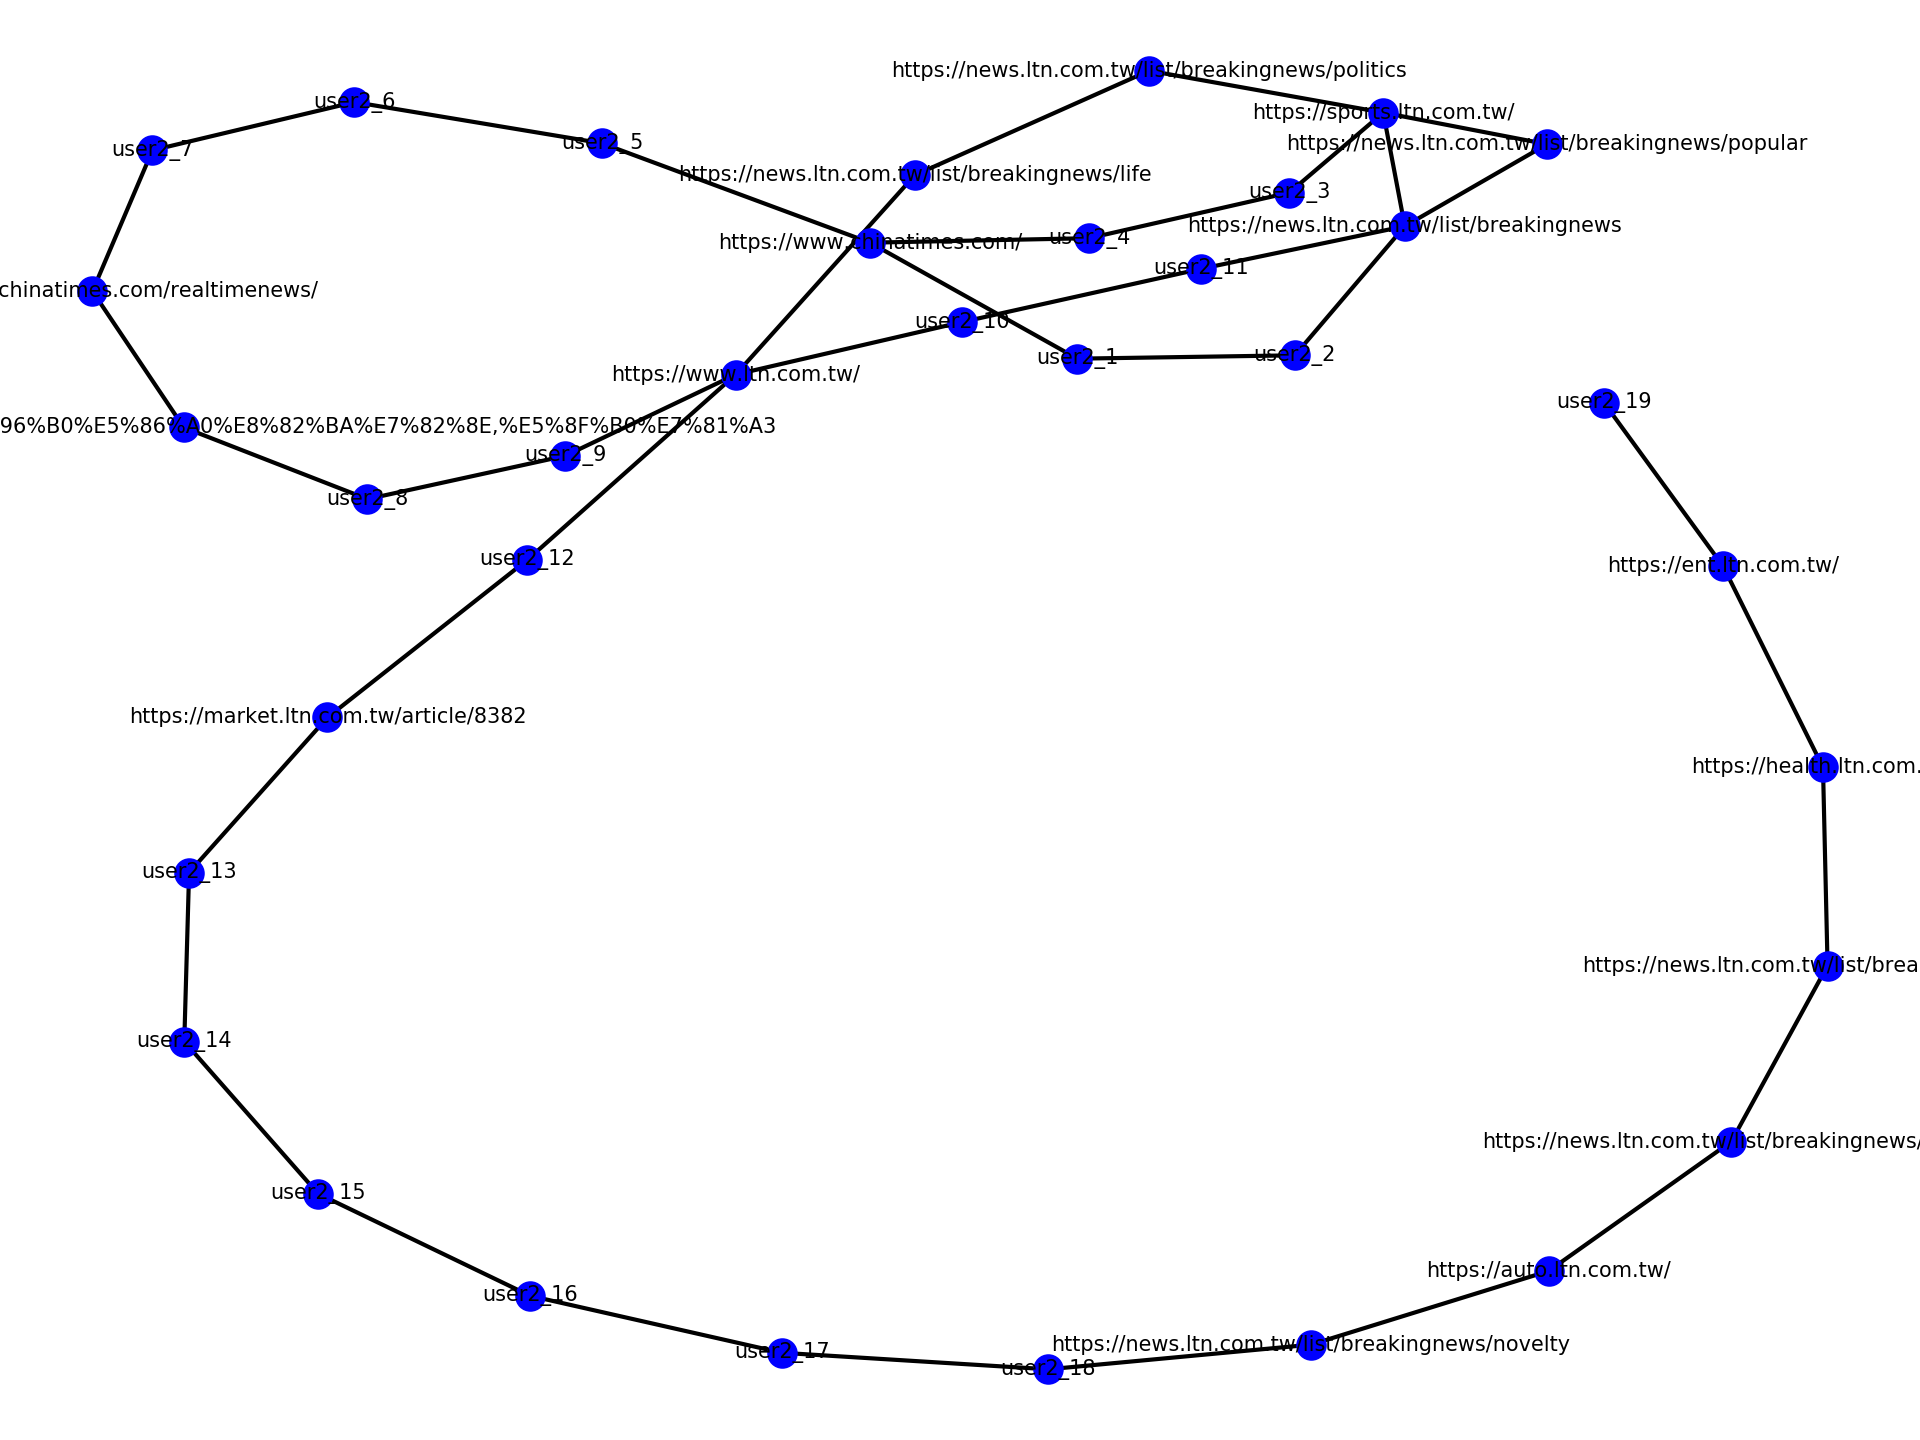 https://news.ltn.com.tw/list/breakingnews/politics
user2_6
https://sports.ltn.com.tw/
user2_5
https://news.ltn.com.tw/list/breakingnews/popular
user2_7
https://news.ltn.com.tw/list/breakingnews/life
user2_3
https://news.ltn.com.tw/list/breakingnews
user2_4
https://www.chinatimes.com/
user2_11
chinatimes.com/realtimenews/
user2_10
user2_2
user2_1
https://www.ltn.com.tw/
user2_19
96%B0%E5%86%A0%E8%82%BA%E7%82%8E,%E5%8F%B0%E7%81%A3
user2_9
user2_8
user2_12
https://ent.ltn.com.tw/
https://market.ltn.com.tw/article/8382
https://health.ltn.com.
user2_13
https://news.ltn.com.tw/list/brea
user2_14
https://news.ltn.com.tw/list/breakingnews/
user2_15
https://auto.ltn.com.tw/
user2_16
https://news.ltn.com.tw/list/breakingnews/novelty
user2_17
user2_18